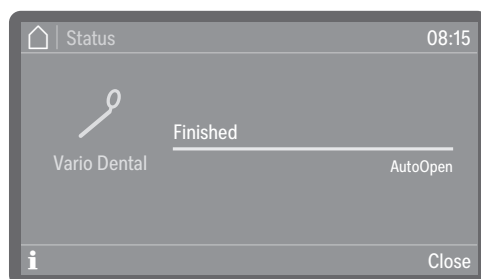 Status 08:15
Finished
Vario Dental
AutoOpen
i Close